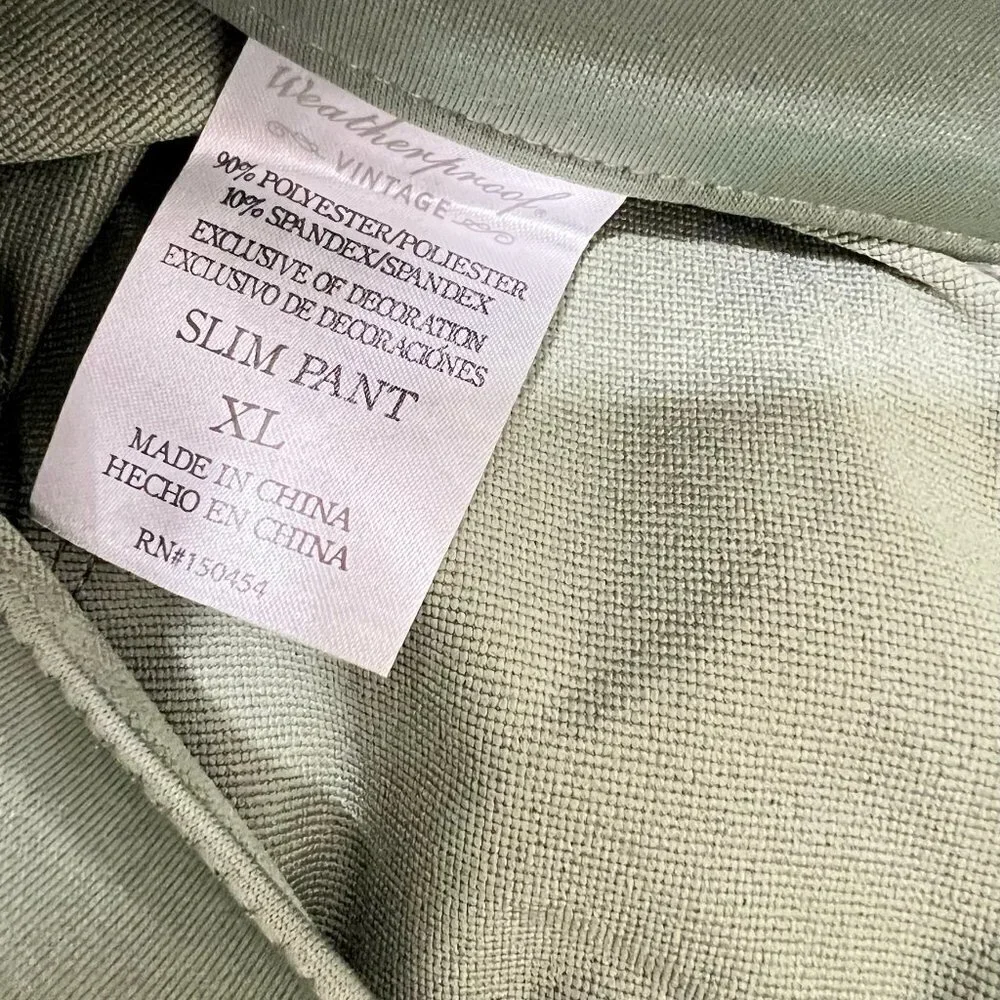 Weatherproof®
VINTAGE
90% POLYESTER/POLIESTER
10% SPANDEX/SPANDEX
EXCLUSIVE OF DECORATION
EXCLUSIVO DE DECORACIÓNES
SLIM PANT
XL
MADE IN CHINA
HECHO EN CHINA
RN#150454